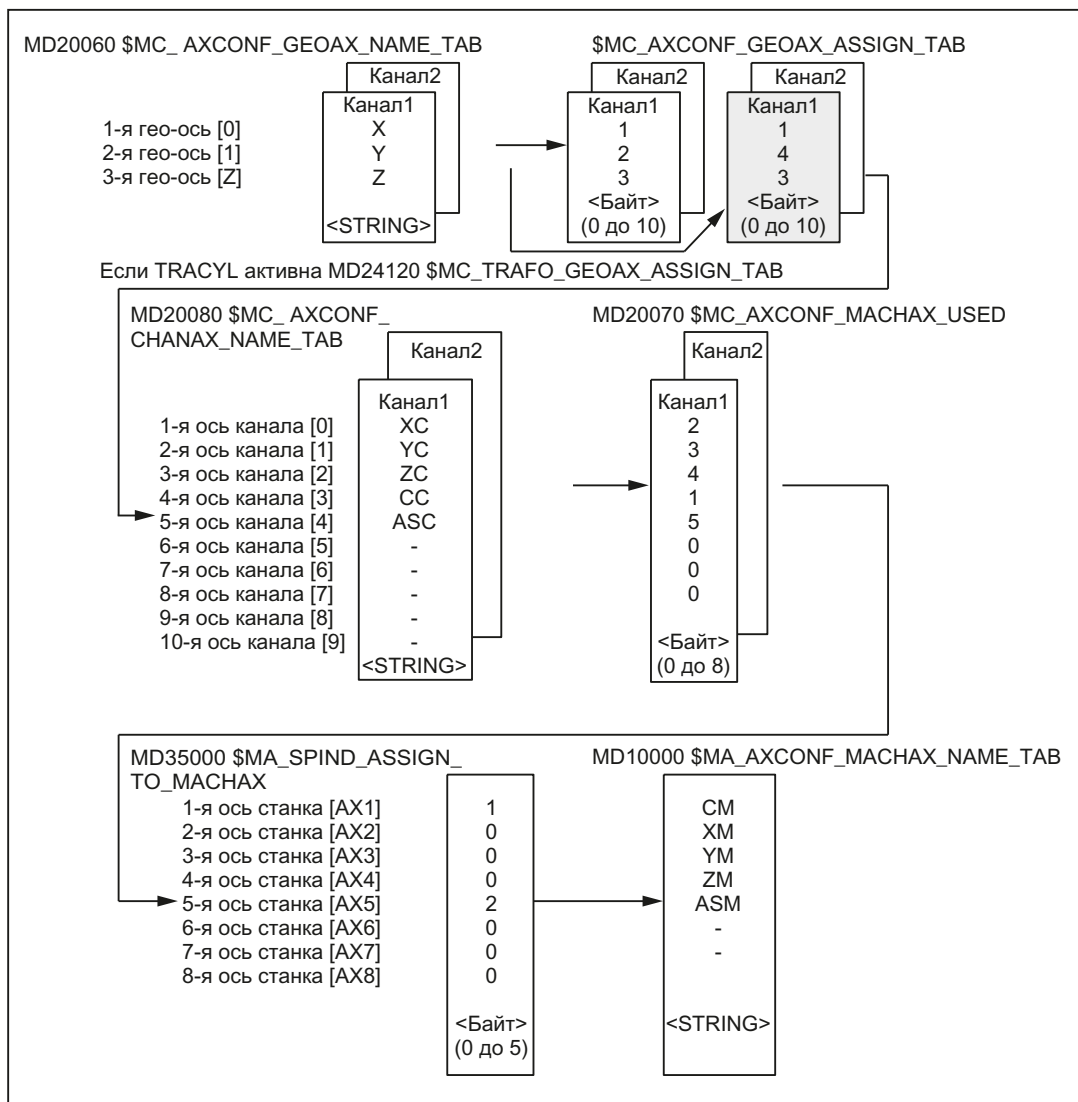 MD20060 $MC_ AXCONF_GEOAX_NAME_TAB
$MC_AXCONF_GEOAX_ASSIGN_TAB
Канал2
Канал2
Канал2
Канал1
Канал1
Канал1
1-я гео-ось [0] X 1 1
2-я гео-ось [1] Y 2 4
3-я гео-ось [Z] Z 3 3
<STRING>
<Байт>
(0 до 10)
<Байт>
(0 до 10)
Если TRACYL активна MD24120 $MC_TRAFO_GEOAX_ASSIGN_TAB
MD20080 $MC_ AXCONF_
CHANAX_NAME_TAB
MD20070 $MC_AXCONF_MACHAX_USED
Канал2
Канал2
Канал1
Канал1
1-я ось канала [0] XC 2
2-я ось канала [1] YC 3
3-я ось канала [2] ZC 4
4-я ось канала [3] CC 1
5-я ось канала [4] ASC 5
6-я ось канала [5] - 0
7-я ось канала [6] - 0
8-я ось канала [7] - 0
9-я ось канала [8] -
10-я ось канала [9] -
<STRING>
<Байт>
(0 до 8)
MD35000 $MA_SPIND_ASSIGN_
TO_MACHAX
MD10000 $MA_AXCONF_MACHAX_NAME_TAB
1-я ось станка [AX1] 1 CM
2-я ось станка [AX2] 0 XM
3-я ось станка [AX3] 0 YM
4-я ось станка [AX4] 0 ZM
5-я ось станка [AX5] 2 ASM
6-я ось станка [AX6] 0 -
7-я ось станка [AX7] 0 -
8-я ось станка [AX8] 0
<Байт>
(0 до 5)
<STRING>